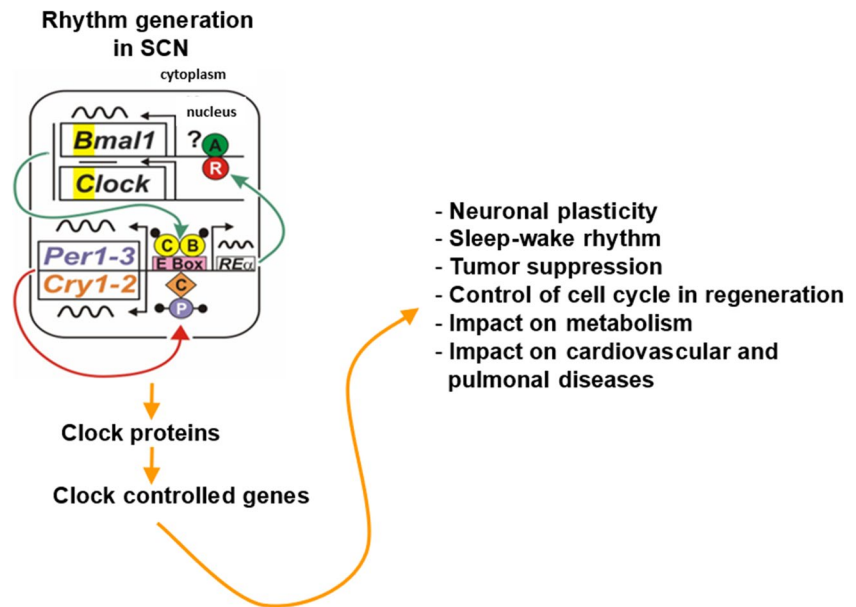 Rhythm generation
in SCN
cytoplasm
nucleus
Bmal1
?
A
R
Clock
Per1-3
C B
E Box
REα
Cry1-2
C
P
Clock proteins
Clock controlled genes
- Neuronal plasticity
- Sleep-wake rhythm
- Tumor suppression
- Control of cell cycle in regeneration
- Impact on metabolism
- Impact on cardiovascular and
pulmonal diseases